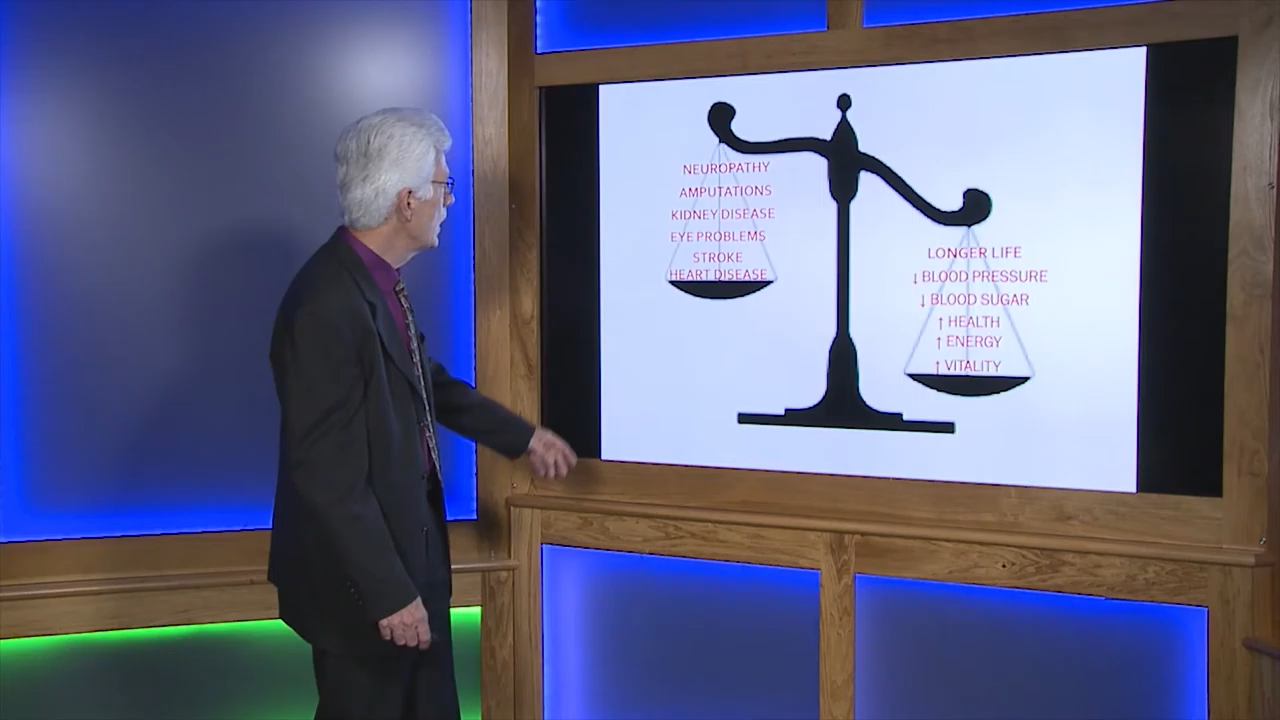 NEUROPATHY
AMPUTATIONS
KIDNEY DISEASE
EYE PROBLEMS
STROKE
HEART DISEASE
LONGER LIFE
↓ BLOOD PRESSURE
↓ BLOOD SUGAR
↑ HEALTH
↑ ENERGY
↑ VITALITY